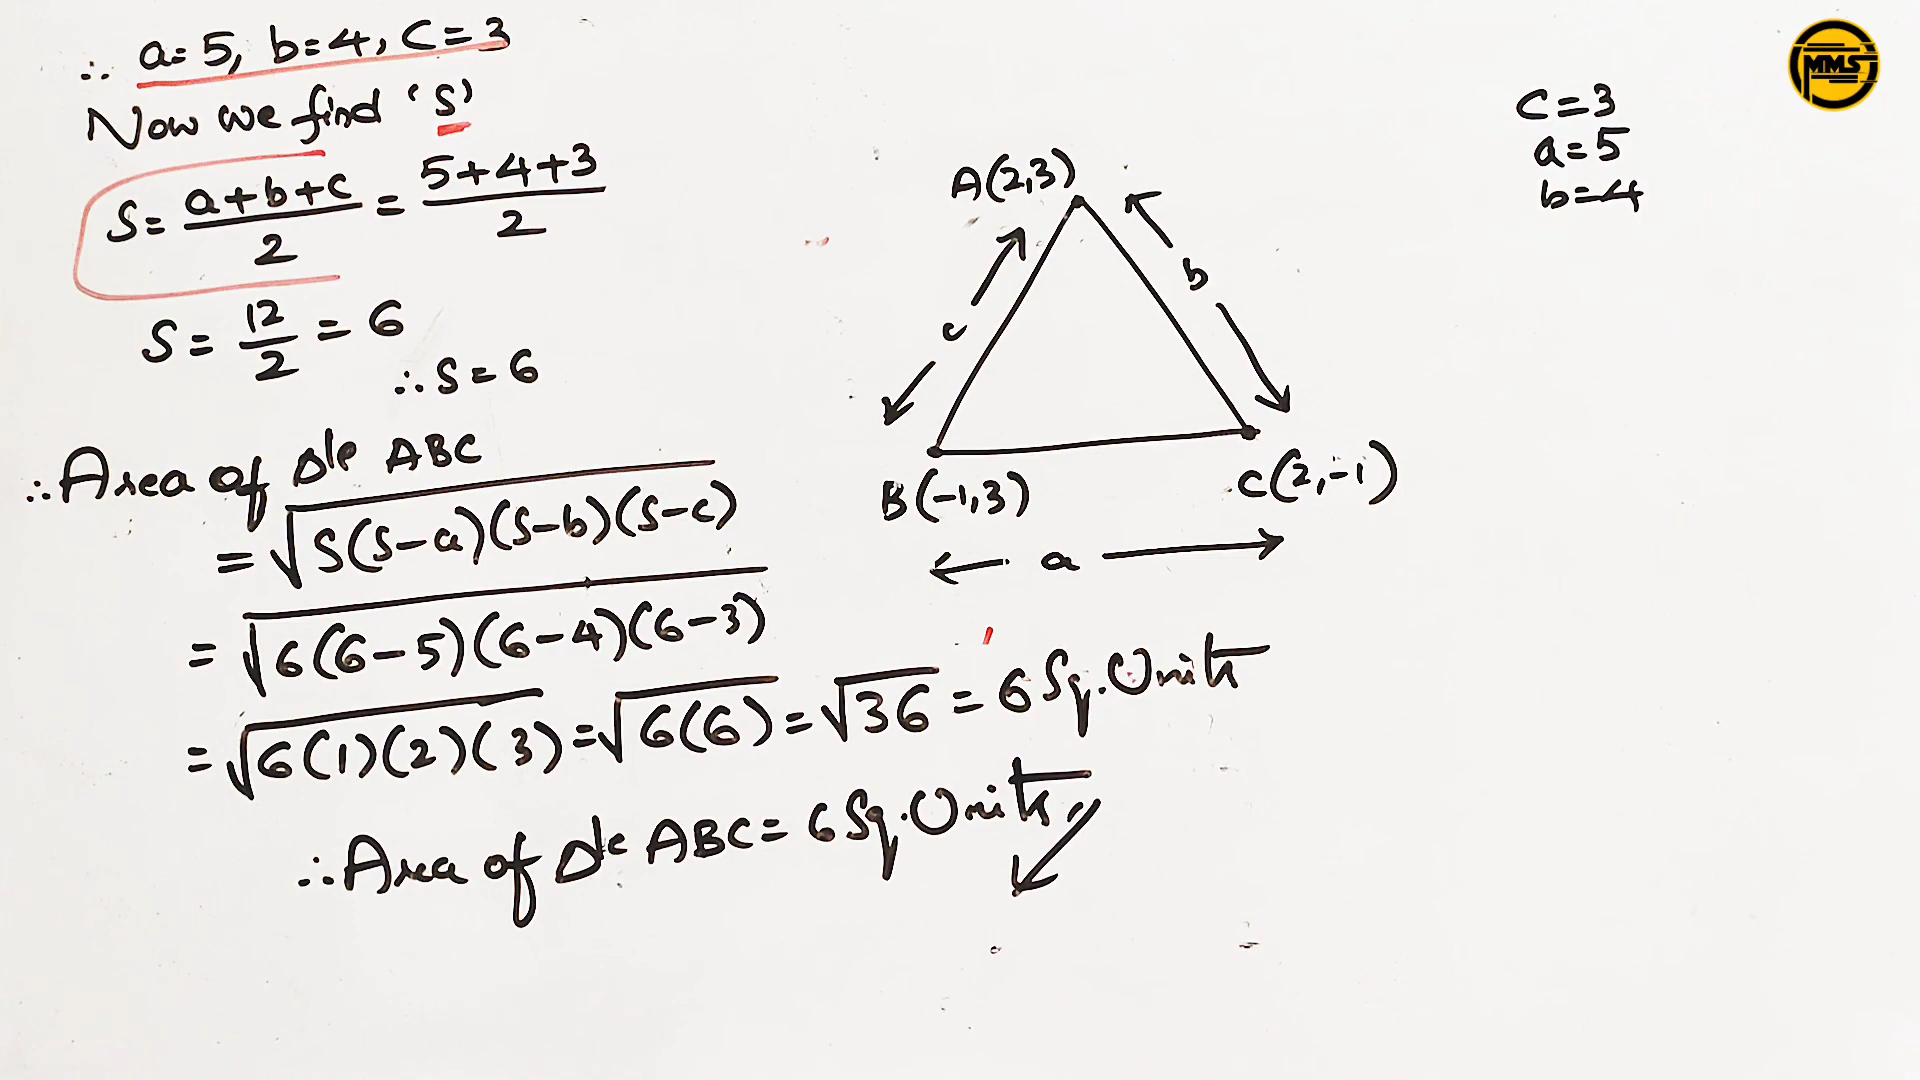 ∴ a=5, b=4, c=3
Now we find 'S'
S = a+b+c/2 = 5+4+3/2
S = 12/2 = 6
∴ S = 6
∴ Area of Δle ABC
= √S(S-a)(S-b)(S-c)
= √6(6-5)(6-4)(6-3)
= √6(1)(2)(3) = √6(6) = √36 = 6 Sq. Units
∴ Area of Δle ABC = 6 Sq. Units
A(2,3)
c
b
B(-1,3)
C(2,-1)
a
C=3
a=5
b=4
MMS